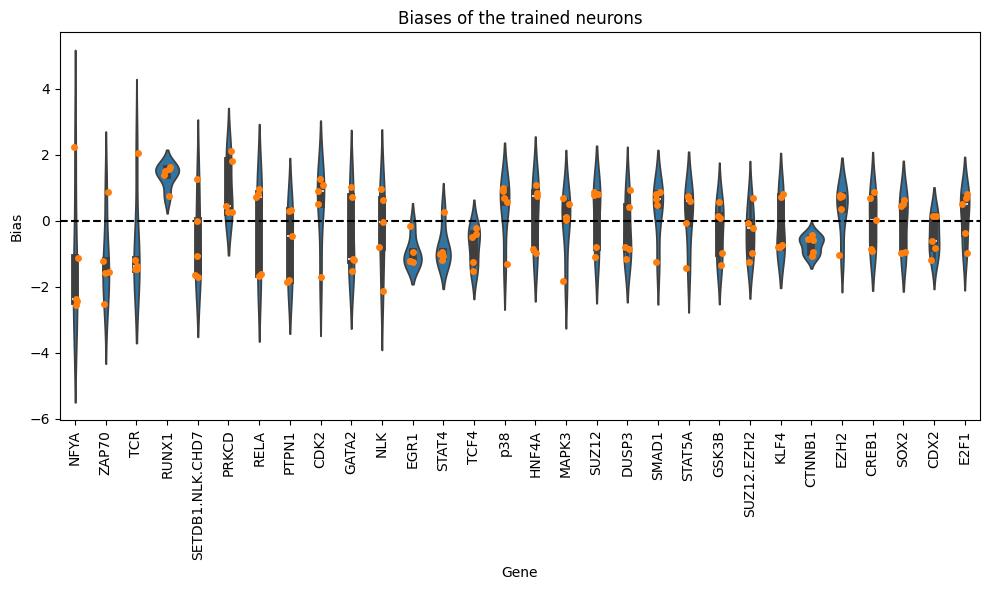 Biases of the trained neurons
Bias
4
2
0
−2
−4
−6
NFYA
ZAP70
TCR
RUNX1
SETDB1.NLK.CHD7
PRKCD
RELA
PTPN1
CDK2
GATA2
NLK
EGR1
STAT4
TCF4
p38
HNF4A
MAPK3
SUZ12
DUSP3
SMAD1
STAT5A
GSK3B
SUZ12.EZH2
KLF4
CTNNB1
EZH2
CREB1
SOX2
CDX2
E2F1
Gene